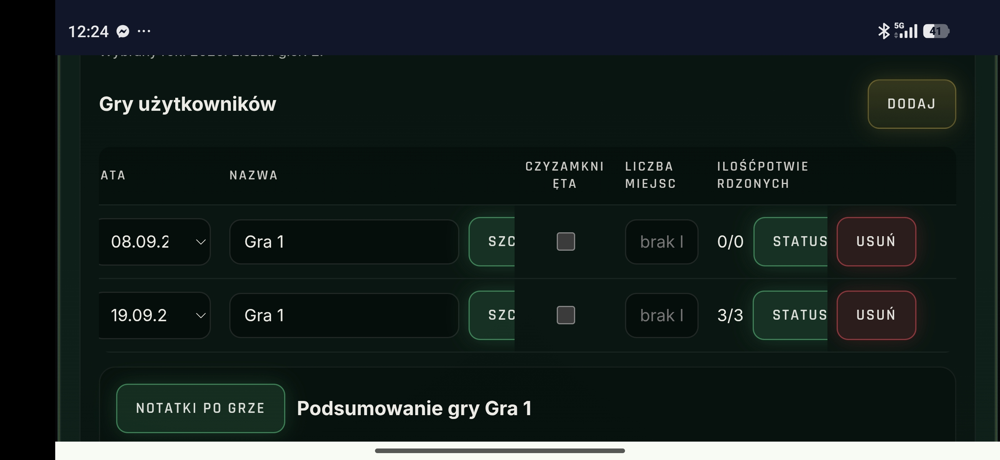 12:24
5G
41
Gry użytkowników
DODAJ
ATA NAZWA CZYZAMKNI LICZBA ILOŚĆPOTWIE
ĘTA MIEJSC RDZONYCH
08.09.2 Gra 1 SZC brak l 0/0 STATUS USUŃ
19.09.2 Gra 1 SZC brak l 3/3 STATUS USUŃ
NOTATKI PO GRZE Podsumowanie gry Gra 1